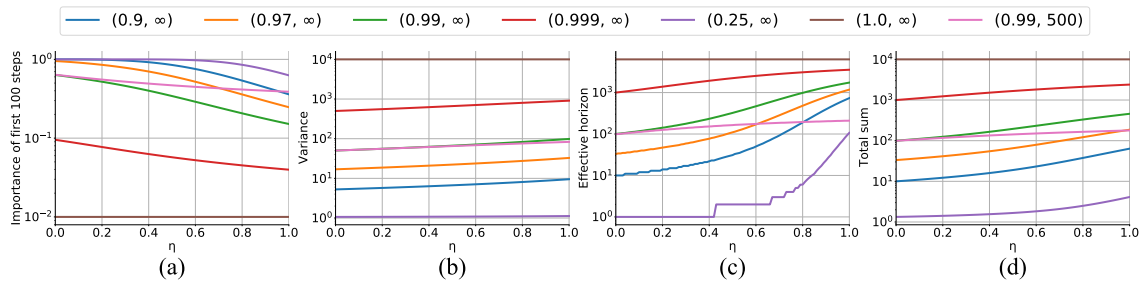 (0.9, ∞) (0.97, ∞) (0.99, ∞) (0.999, ∞) (0.25, ∞) (1.0, ∞) (0.99, 500)
Importance of first 100 steps
10⁰
10⁻¹
10⁻²
0.0 0.2 0.4 0.6 0.8 1.0
η
(a)
Variance
10⁴
10³
10²
10¹
10⁰
0.0 0.2 0.4 0.6 0.8 1.0
η
(b)
Effective horizon
10³
10²
10¹
10⁰
0.0 0.2 0.4 0.6 0.8 1.0
η
(c)
Total sum
10⁴
10³
10²
10¹
10⁰
0.0 0.2 0.4 0.6 0.8 1.0
η
(d)